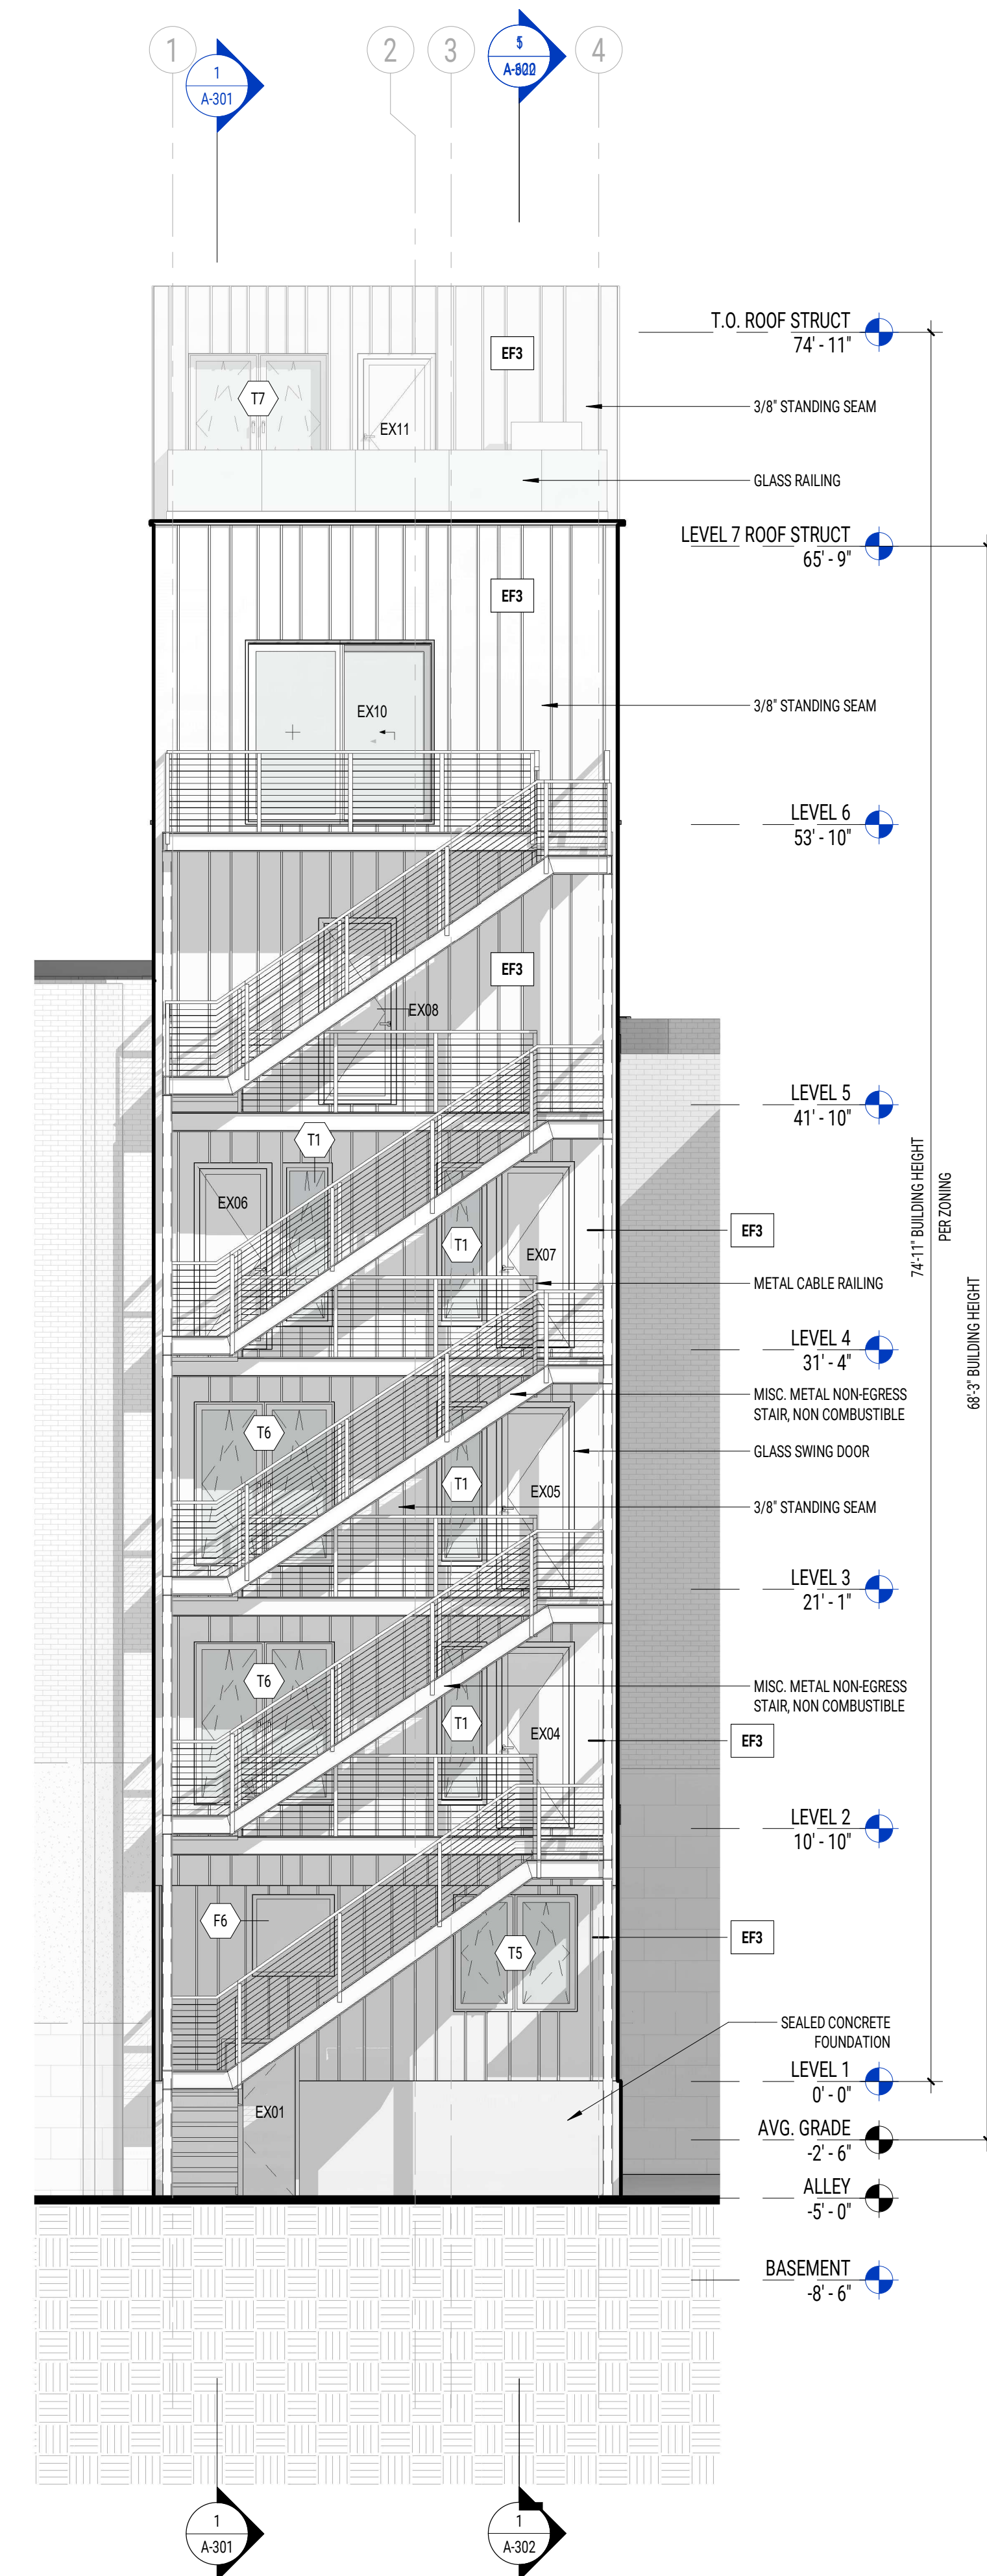 1
2
3
4
1
A-301
T.O. ROOF STRUCT
74' - 11"
EF3
T7
EX11
3/8" STANDING SEAM
GLASS RAILING
LEVEL 7 ROOF STRUCT
65' - 9"
EF3
EX10
3/8" STANDING SEAM
LEVEL 6
53' - 10"
EF3
EX08
LEVEL 5
41' - 10"
T1
EX06
T1
EX07
EF3
METAL CABLE RAILING
74'-11" BUILDING HEIGHT
PER ZONING
68'-3" BUILDING HEIGHT
LEVEL 4
31' - 4"
MISC. METAL NON-EGRESS
STAIR, NON COMBUSTIBLE
T6
GLASS SWING DOOR
T1
EX05
3/8" STANDING SEAM
LEVEL 3
21' - 1"
T6
MISC. METAL NON-EGRESS
STAIR, NON COMBUSTIBLE
T1
EX04
EF3
LEVEL 2
10' - 10"
F6
T5
EF3
SEALED CONCRETE
FOUNDATION
LEVEL 1
0' - 0"
EX01
AVG. GRADE
-2' - 6"
ALLEY
-5' - 0"
BASEMENT
-8' - 6"
1
A-301
1
A-302